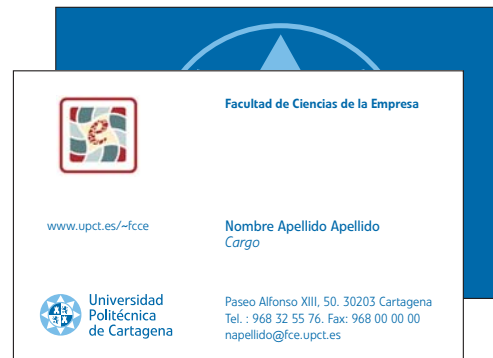 Facultad de Ciencias de la Empresa
e
www.upct.es/~fcce
Nombre Apellido Apellido
Cargo
Universidad
Politécnica
de Cartagena
Paseo Alfonso XIII, 50. 30203 Cartagena
Tel. : 968 32 55 76. Fax: 968 00 00 00
napellido@fce.upct.es